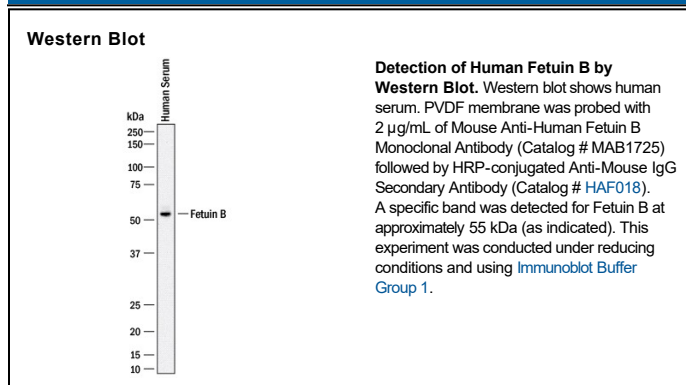 Western Blot
Human Serum
kDa
250
150
100
75
50
Fetuin B
37
25
20
15
10
Detection of Human Fetuin B by
Western Blot. Western blot shows human
serum. PVDF membrane was probed with
2 µg/mL of Mouse Anti-Human Fetuin B
Monoclonal Antibody (Catalog # MAB1725)
followed by HRP-conjugated Anti-Mouse IgG
Secondary Antibody (Catalog # HAF018).
A specific band was detected for Fetuin B at
approximately 55 kDa (as indicated). This
experiment was conducted under reducing
conditions and using Immunoblot Buffer
Group 1.